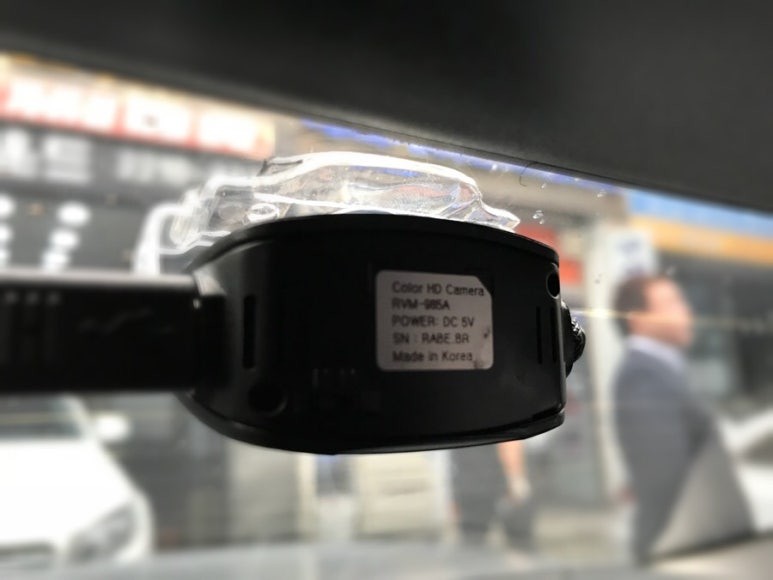 Color HD Camera
RVM-985A
POWER: DC 5V
SN : RABE.BR
Made in Korea